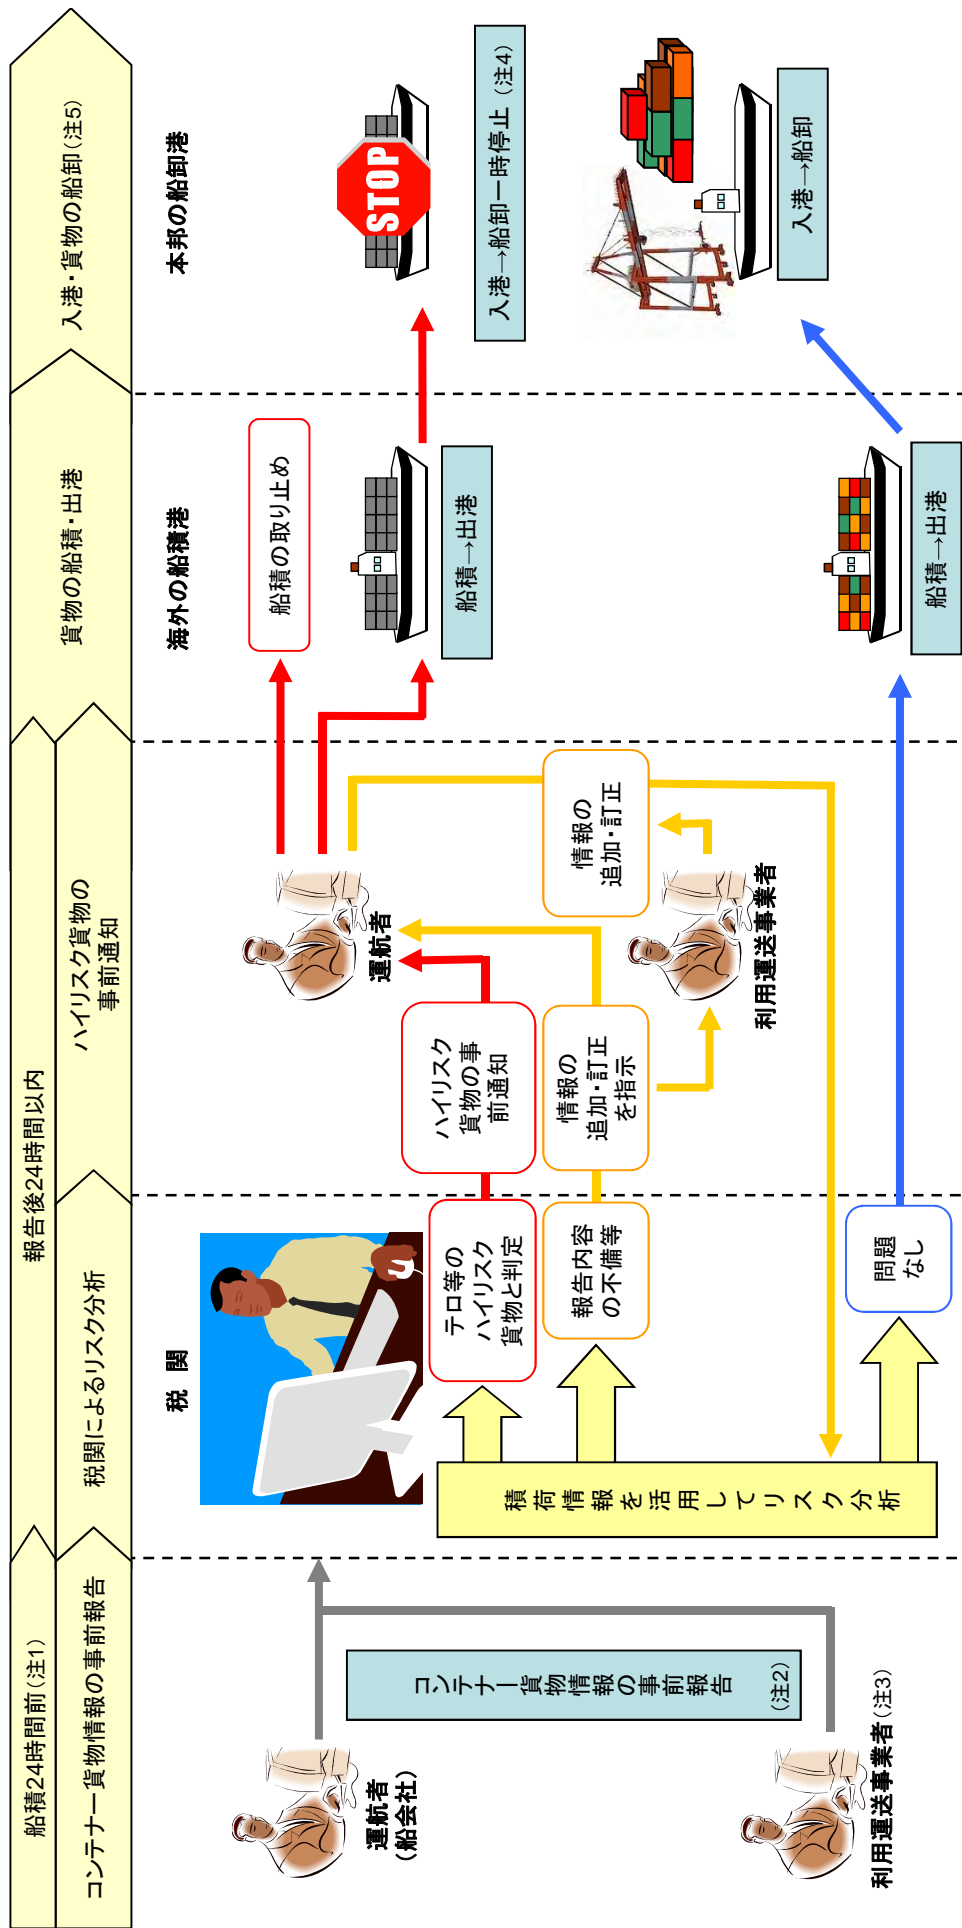 船積24時間前(注1)
報告後24時間以内
コンテナー貨物情報の事前報告
税関によるリスク分析
ハイリスク貨物の
事前通知
貨物の船積・出港
入港・貨物の船卸(注5)
税 関
海外の船積港
本邦の船卸港
運航者
(船会社)
コンテナー貨物情報の事前報告
(注2)
利用運送事業者(注3)
積荷情報を活用してリスク分析
テロ等の
ハイリスク
貨物と判定
報告内容
の不備等
問題
なし
ハイリスク
貨物の事
前通知
情報の
追加・訂正
を指示
運航者
利用運送事業者
情報の
追加・訂正
船積の取り止め
船積→出港
船積→出港
STOP
入港→船卸一時停止(注4)
入港→船卸